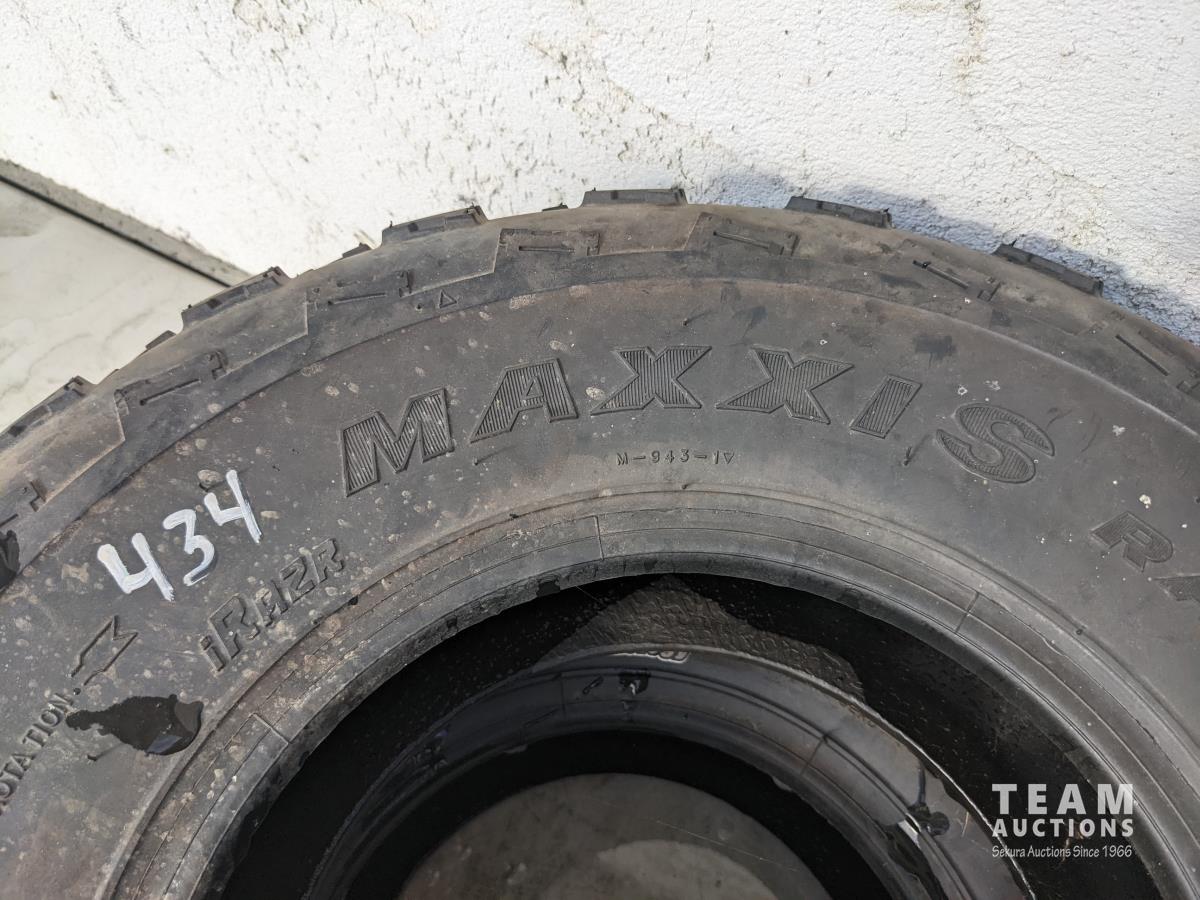 MAXXIS
M-943-1▽
434
iRAZR
ROTATION
TEAM
AUCTIONS
Sekura Auctions Since 1966